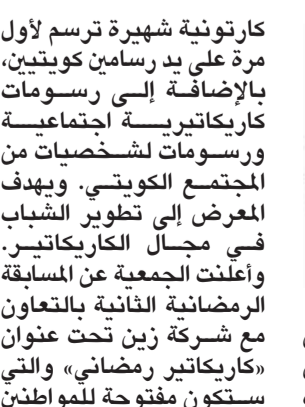 كارتونية شهيرة ترسم لأول
مرة على يد رسامين كويتيين،
بالإضافة إلى رسومات
كاريكاتيرية اجتماعية
ورسومات لشخصيات من
المجتمع الكويتي. ويهدف
المعرض إلى تطوير الشباب
في مجال الكاريكاتير.
وأعلنت الجمعية عن المسابقة
الرمضانية الثانية بالتعاون
مع شركة زين تحت عنوان
«كاريكاتير رمضاني» والتي
ستكون مفتوحة للمواطنين